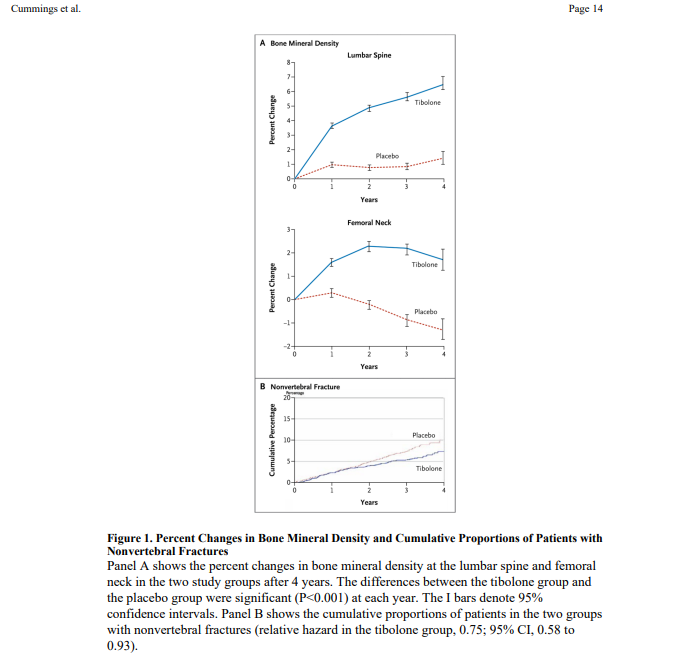 Cummings et al.
Page 14
A Bone Mineral Density
Lumbar Spine
8
7
6
5
4
3
2
1
0
Percent Change
Tibolone
Placebo
0 1 2 3 4
Years
Femoral Neck
3
2
1
0
-1
-2
Percent Change
Tibolone
Placebo
0 1 2 3 4
Years
B Nonvertebral Fracture
Percentage
20
15
10
5
0
Cumulative Percentage
Placebo
Tibolone
0 1 2 3 4
Years
Figure 1. Percent Changes in Bone Mineral Density and Cumulative Proportions of Patients with
Nonvertebral Fractures
Panel A shows the percent changes in bone mineral density at the lumbar spine and femoral
neck in the two study groups after 4 years. The differences between the tibolone group and
the placebo group were significant (P<0.001) at each year. The I bars denote 95%
confidence intervals. Panel B shows the cumulative proportions of patients in the two groups
with nonvertebral fractures (relative hazard in the tibolone group, 0.75; 95% CI, 0.58 to
0.93).